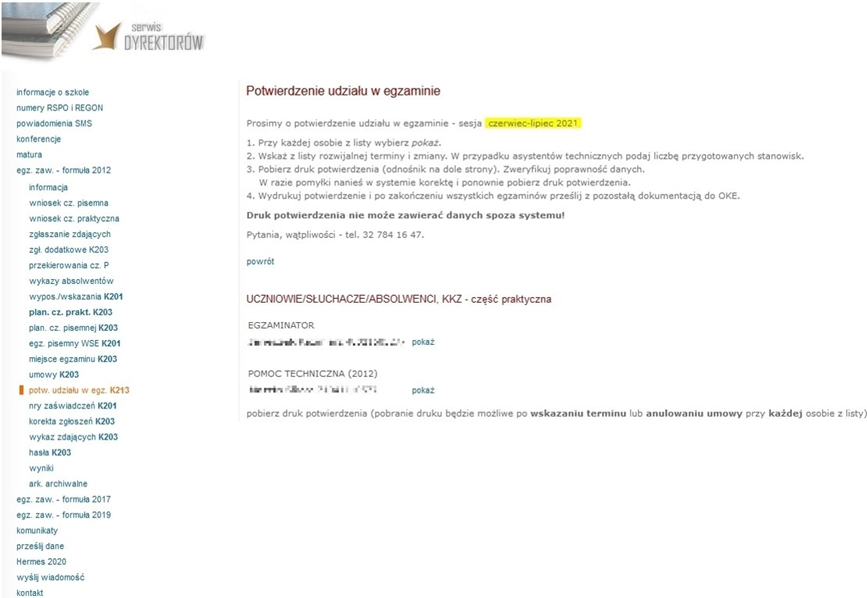 serwis
DYREKTORÓW
informacje o szkole
numery RSPO i REGON
powiadomienia SMS
konferencje
matura
egz. zaw. - formuła 2012
informacja
wniosek cz. pisemna
wniosek cz. praktyczna
zgłaszanie zdających
zgł. dodatkowe K203
przekierowania cz. P
wykazy absolwentów
wypos./wskazania K201
plan. cz. prakt. K203
plan. cz. pisemnej K203
egz. pisemny WSE K201
miejsce egzaminu K203
umowy K203
potw. udziału w egz. K213
nry zaświadczeń K201
korekta zgłoszeń K203
wykaz zdających K203
hasła K203
wyniki
ark. archiwalne
egz. zaw. - formuła 2017
egz. zaw. - formuła 2019
komunikaty
prześlij dane
Hermes 2020
wyślij wiadomość
kontakt
Potwierdzenie udziału w egzaminie
Prosimy o potwierdzenie udziału w egzaminie - sesja czerwiec-lipiec 2021
1. Przy każdej osobie z listy wybierz pokaż.
2. Wskaż z listy rozwijalnej terminy i zmiany. W przypadku asystentów technicznych podaj liczbę przygotowanych stanowisk.
3. Pobierz druk potwierdzenia (odnośnik na dole strony). Zweryfikuj poprawność danych.
W razie pomyłki nanieś w systemie korektę i ponownie pobierz druk potwierdzenia.
4. Wydrukuj potwierdzenie i po zakończeniu wszystkich egzaminów prześlij z pozostałą dokumentacją do OKE.
Druk potwierdzenia nie może zawierać danych spoza systemu!
Pytania, wątpliwości - tel. 32 784 16 47.
powrót
UCZNIOWIE/SŁUCHACZE/ABSOLWENCI, KKZ - część praktyczna
EGZAMINATOR
pokaż
POMOC TECHNICZNA (2012)
pokaż
pobierz druk potwierdzenia (pobranie druku będzie możliwe po wskazaniu terminu lub anulowaniu umowy przy każdej osobie z listy)